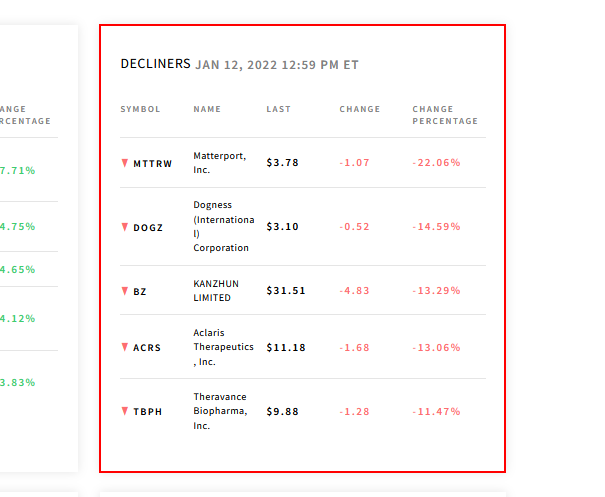 ANGE
RCENTAGE
7.71%
4.75%
4.65%
4.12%
3.83%
DECLINERS JAN 12, 2022 12:59 PM ET
SYMBOL NAME LAST CHANGE CHANGE
PERCENTAGE
MTTRW Matterport,
Inc. $3.78 -1.07 -22.06%
DOGZ Dogness
(Internationa
l)
Corporation $3.10 -0.52 -14.59%
BZ KANZHUN
LIMITED $31.51 -4.83 -13.29%
ACRS Aclaris
Therapeutics
, Inc. $11.18 -1.68 -13.06%
TBPH Theravance
Biopharma,
Inc. $9.88 -1.28 -11.47%